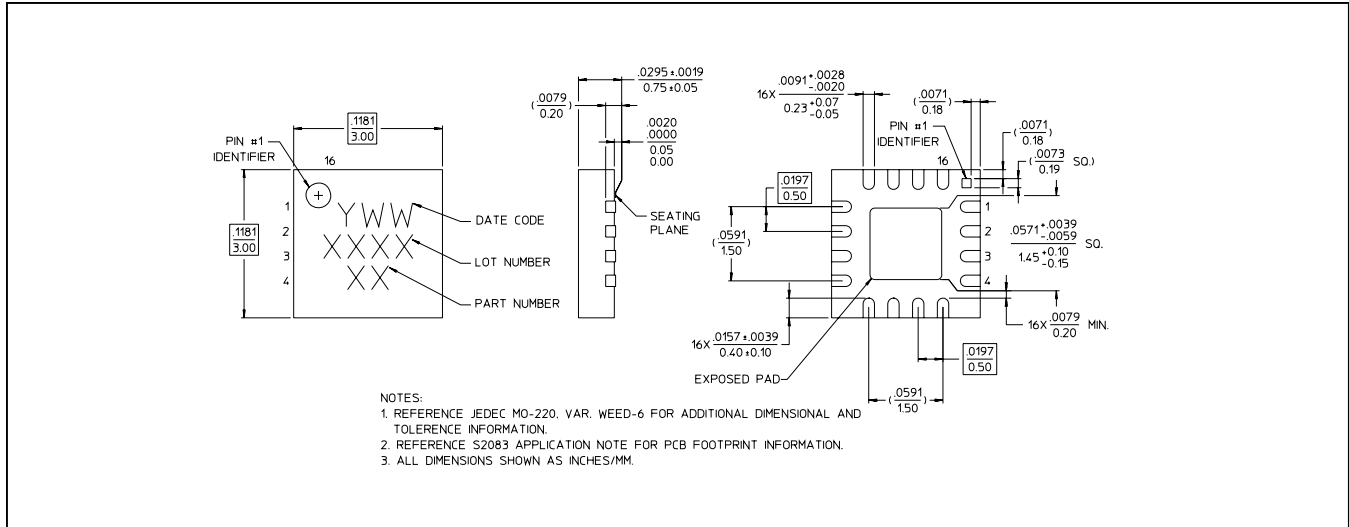 .1181
3.00
PIN #1
IDENTIFIER
16
.1181
3.00
1
2
3
4
YWW
XXXX
XX
DATE CODE
LOT NUMBER
PART NUMBER
.0295±.0019
0.75±0.05
(.0079
0.20)
.0020
.0000
0.05
0.00
SEATING
PLANE
16X .0091 +.0028
-.0020
0.23 +0.07
-0.05
(.0071
0.18)
PIN #1
IDENTIFIER
16
(.0071
0.18)
(.0073
0.19 SQ.)
.0197
0.50
(.0591
1.50)
1
2
3
4
.0571 +.0039
-.0059 SQ.
1.45 +0.10
-0.15
16X .0079 MIN.
0.20
16X .0157±.0039
0.40±0.10
.0197
0.50
EXPOSED PAD
(.0591
1.50)
NOTES:
1. REFERENCE JEDEC MO-220, VAR. WEED-6 FOR ADDITIONAL DIMENSIONAL AND
TOLERENCE INFORMATION.
2. REFERENCE S2083 APPLICATION NOTE FOR PCB FOOTPRINT INFORMATION.
3. ALL DIMENSIONS SHOWN AS INCHES/MM.